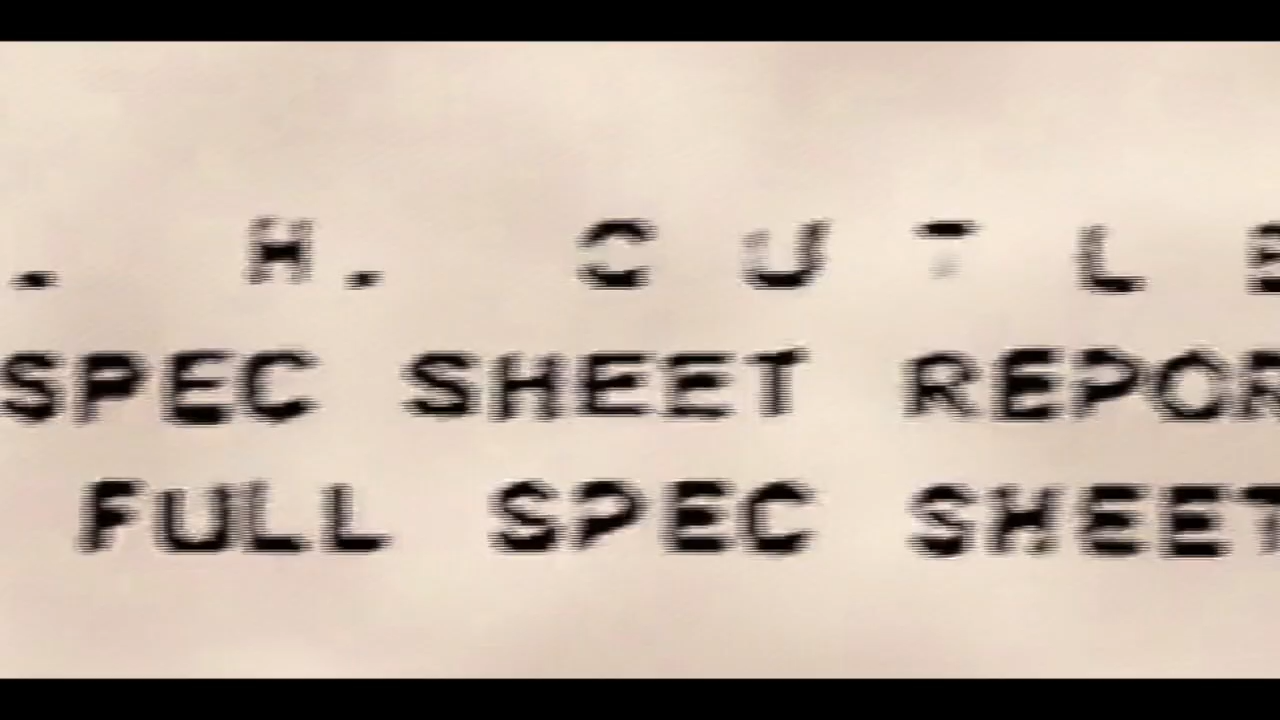 . H. C U T L E
SPEC SHEET REPOR
FULL SPEC SHEET